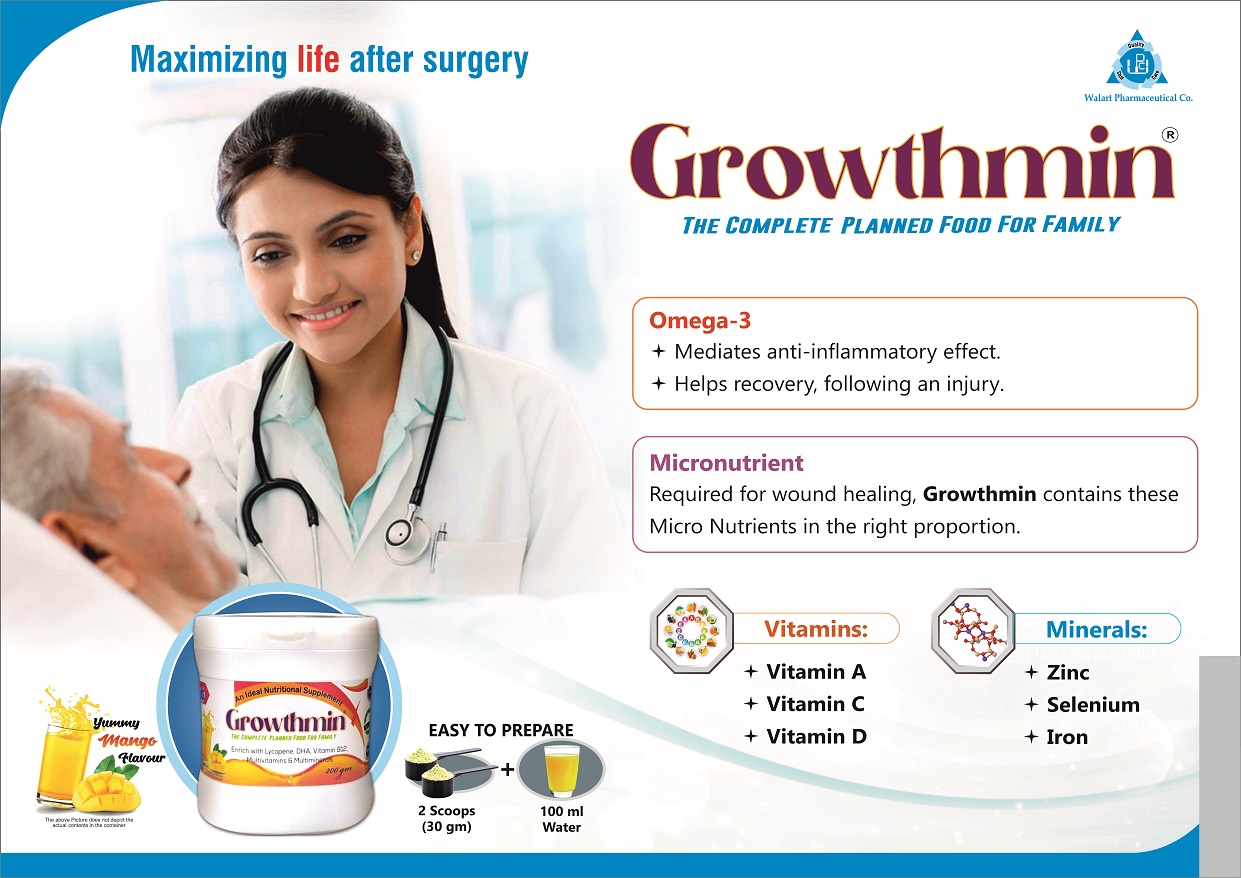 Maximizing life after surgery
Quality
Cost
Care
Walart Pharmaceutical Co.
Growthmin®
THE COMPLETE PLANNED FOOD FOR FAMILY
Omega-3
Mediates anti-inflammatory effect.
Helps recovery, following an injury.
Micronutrient
Required for wound healing, Growthmin contains these
Micro Nutrients in the right proportion.
Vitamins:
Vitamin A
Vitamin C
Vitamin D
Minerals:
Zinc
Selenium
Iron
Yummy
Mango
Flavour
The above Picture does not depict the
actual contents in the container
An Ideal Nutritional Supplement
Growthmin
THE COMPLETE PLANNED FOOD FOR FAMILY
Enrich with Lycopene, DHA, Vitamin B12,
Multivitamins & Multiminerals
200 gm
EASY TO PREPARE
+
2 Scoops
(30 gm)
100 ml
Water